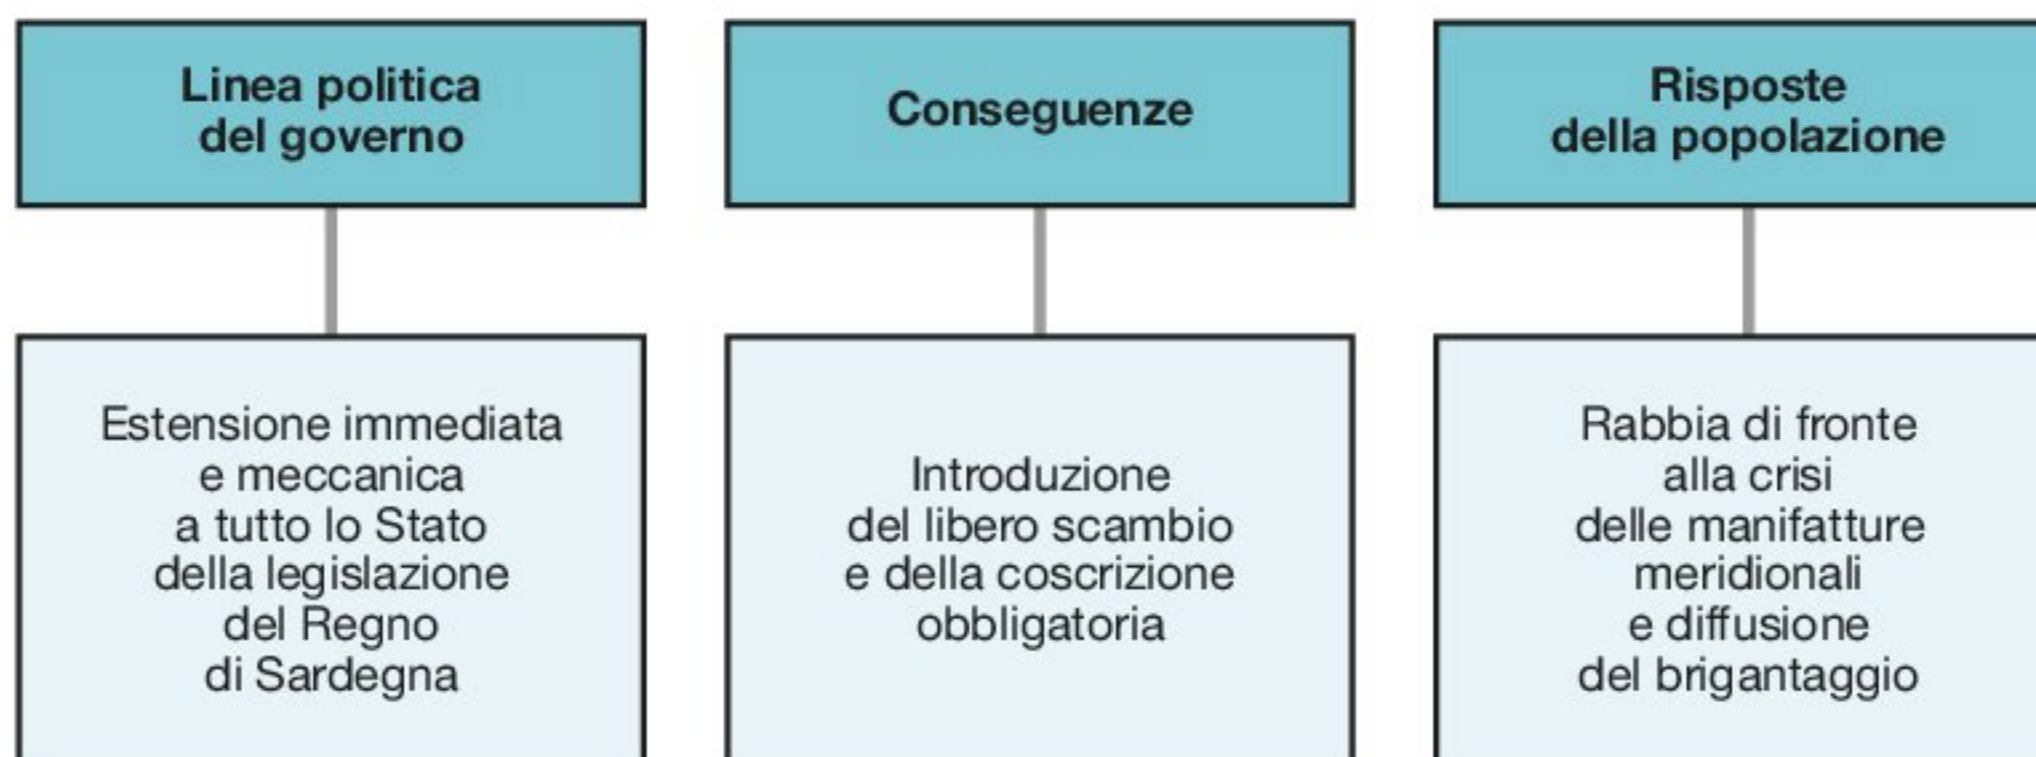 Linea politica
del governo
Estensione immediata
e meccanica
a tutto lo Stato
della legislazione
del Regno
di Sardegna
Conseguenze
Introduzione
del libero scambio
e della coscrizione
obbligatoria
Risposte
della popolazione
Rabbia di fronte
alla crisi
delle manifatture
meridionali
e diffusione
del brigantaggio